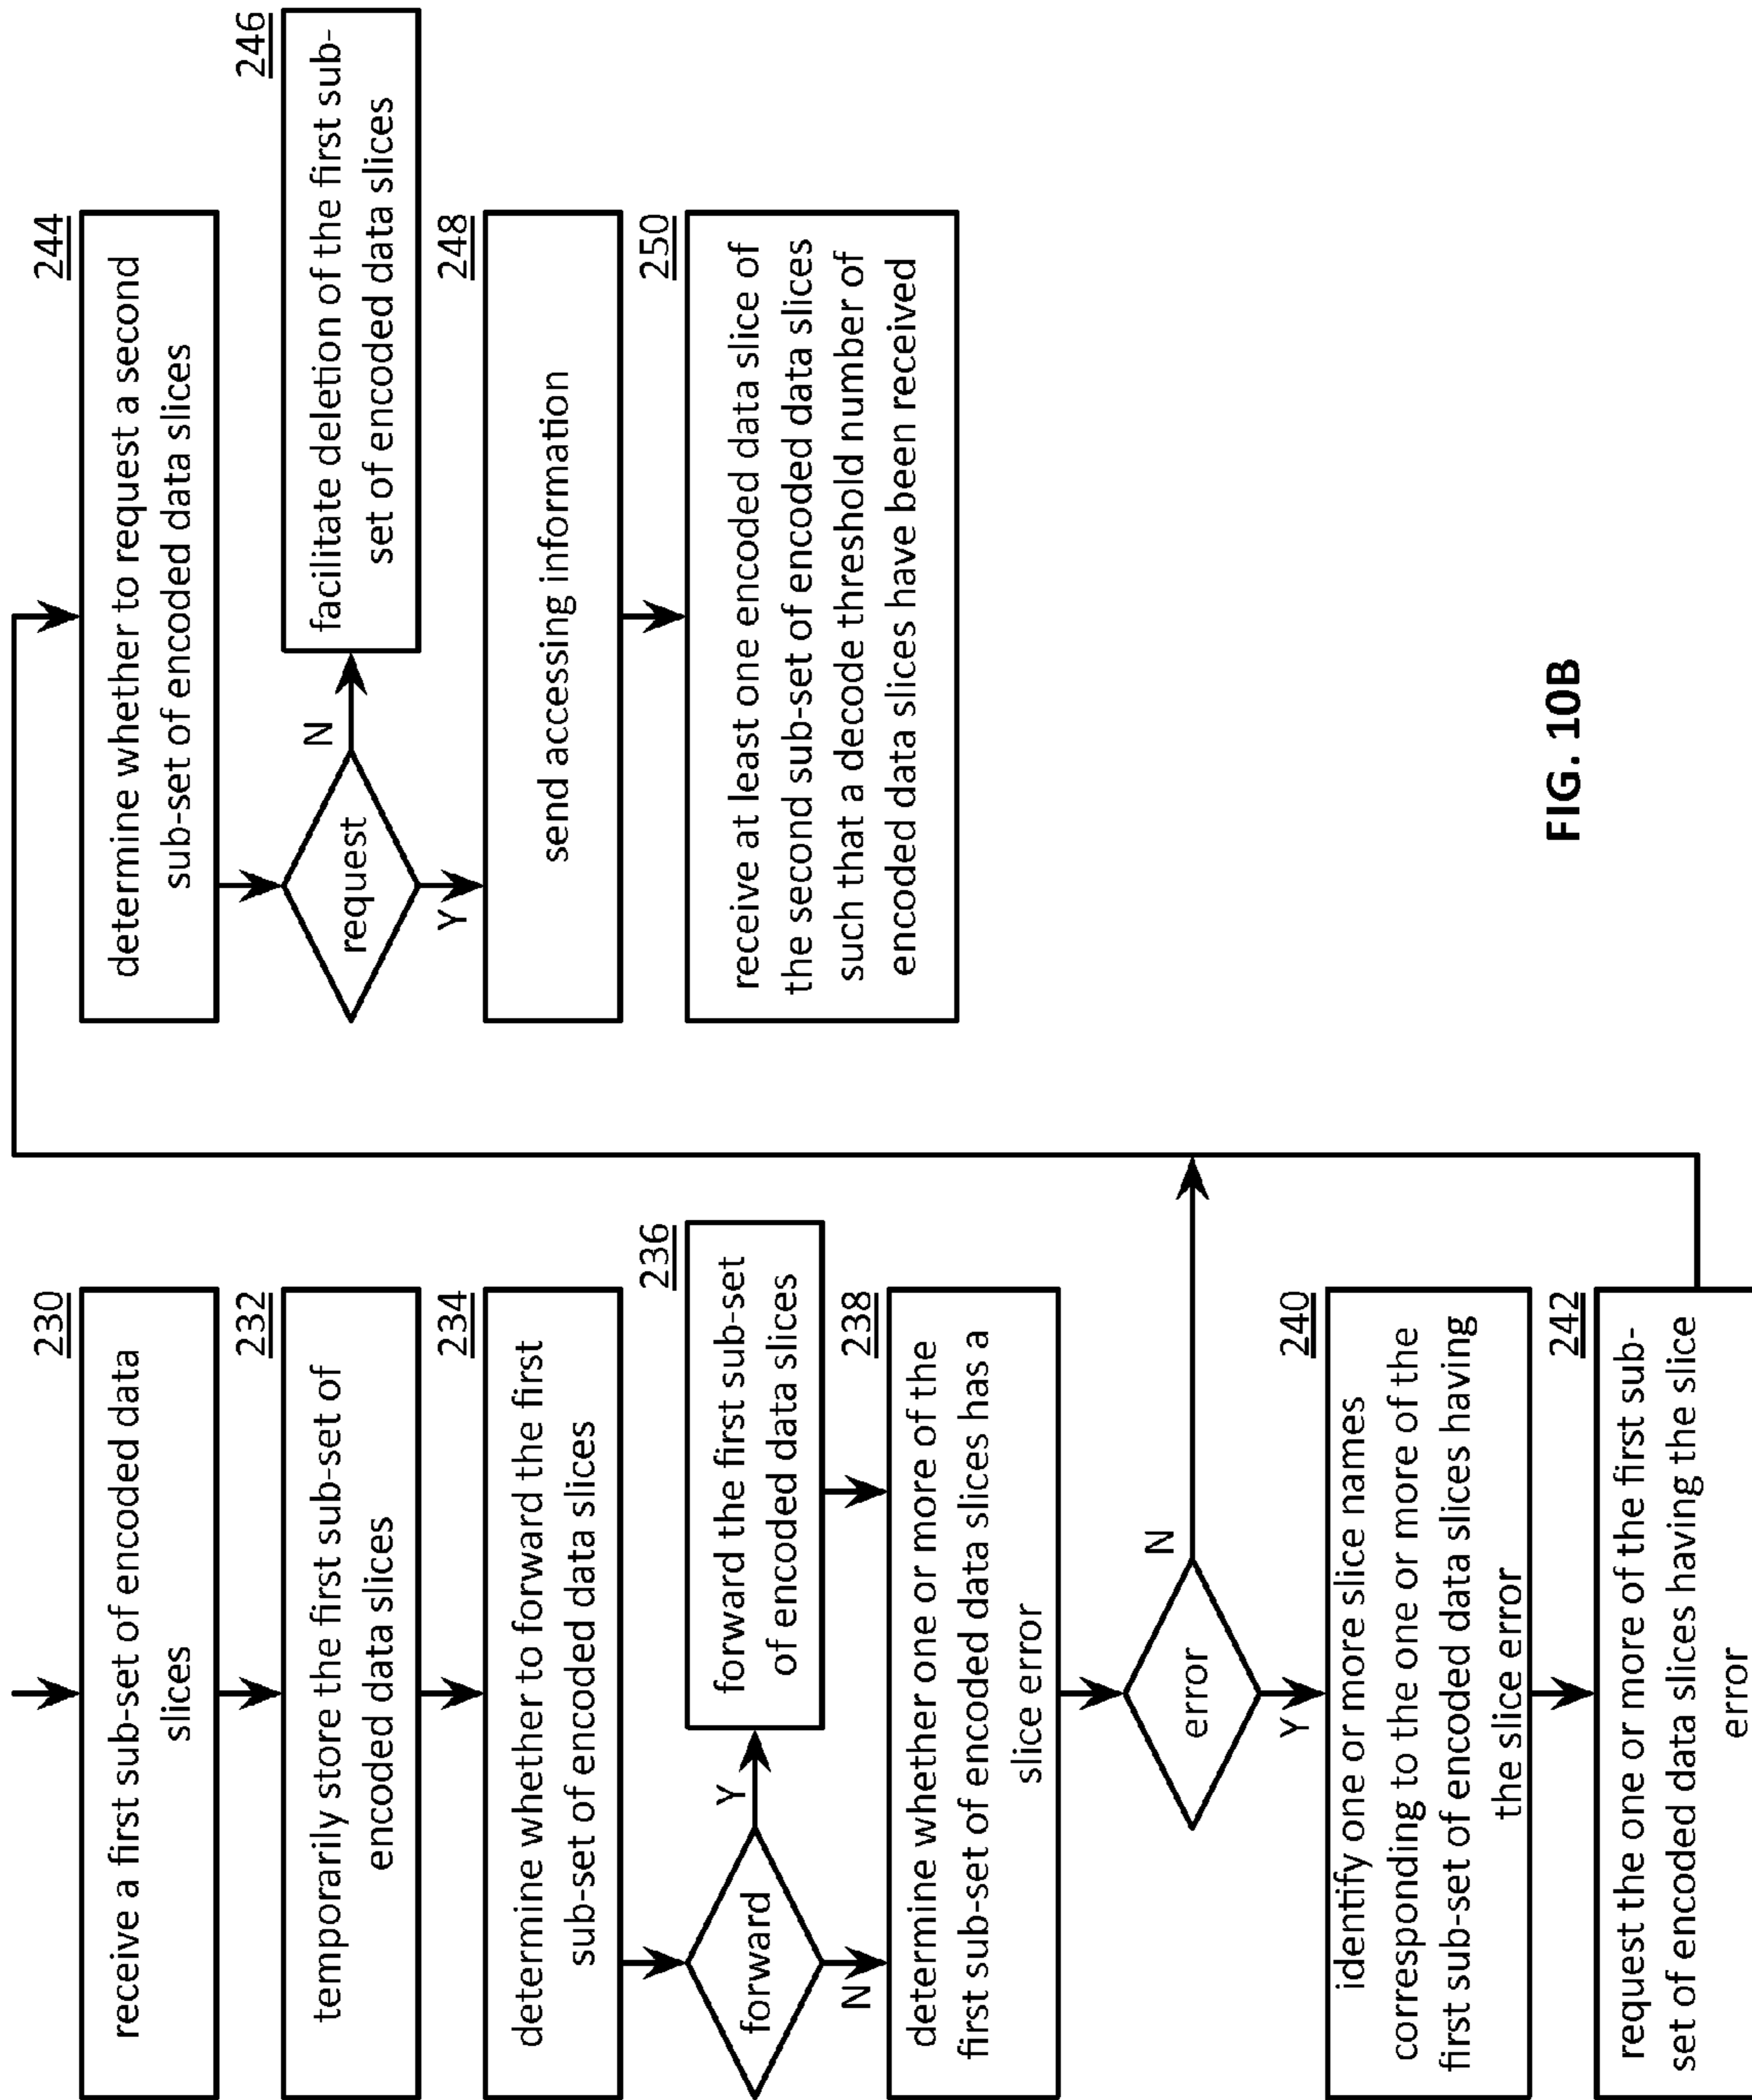 230
receive a first sub-set of encoded data
slices
232
temporarily store the first sub-set of
encoded data slices
234
determine whether to forward the first
sub-set of encoded data slices
forward
Y
N
236
forward the first sub-set
of encoded data slices
238
determine whether one or more of the
first sub-set of encoded data slices has a
slice error
error
N
Y
240
identify one or more slice names
corresponding to the one or more of the
first sub-set of encoded data slices having
the slice error
242
request the one or more of the first sub-
set of encoded data slices having the slice
error
244
determine whether to request a second
sub-set of encoded data slices
request
N
Y
246
facilitate deletion of the first sub-
set of encoded data slices
248
send accessing information
250
receive at least one encoded data slice of
the second sub-set of encoded data slices
such that a decode threshold number of
encoded data slices have been received
FIG. 10B